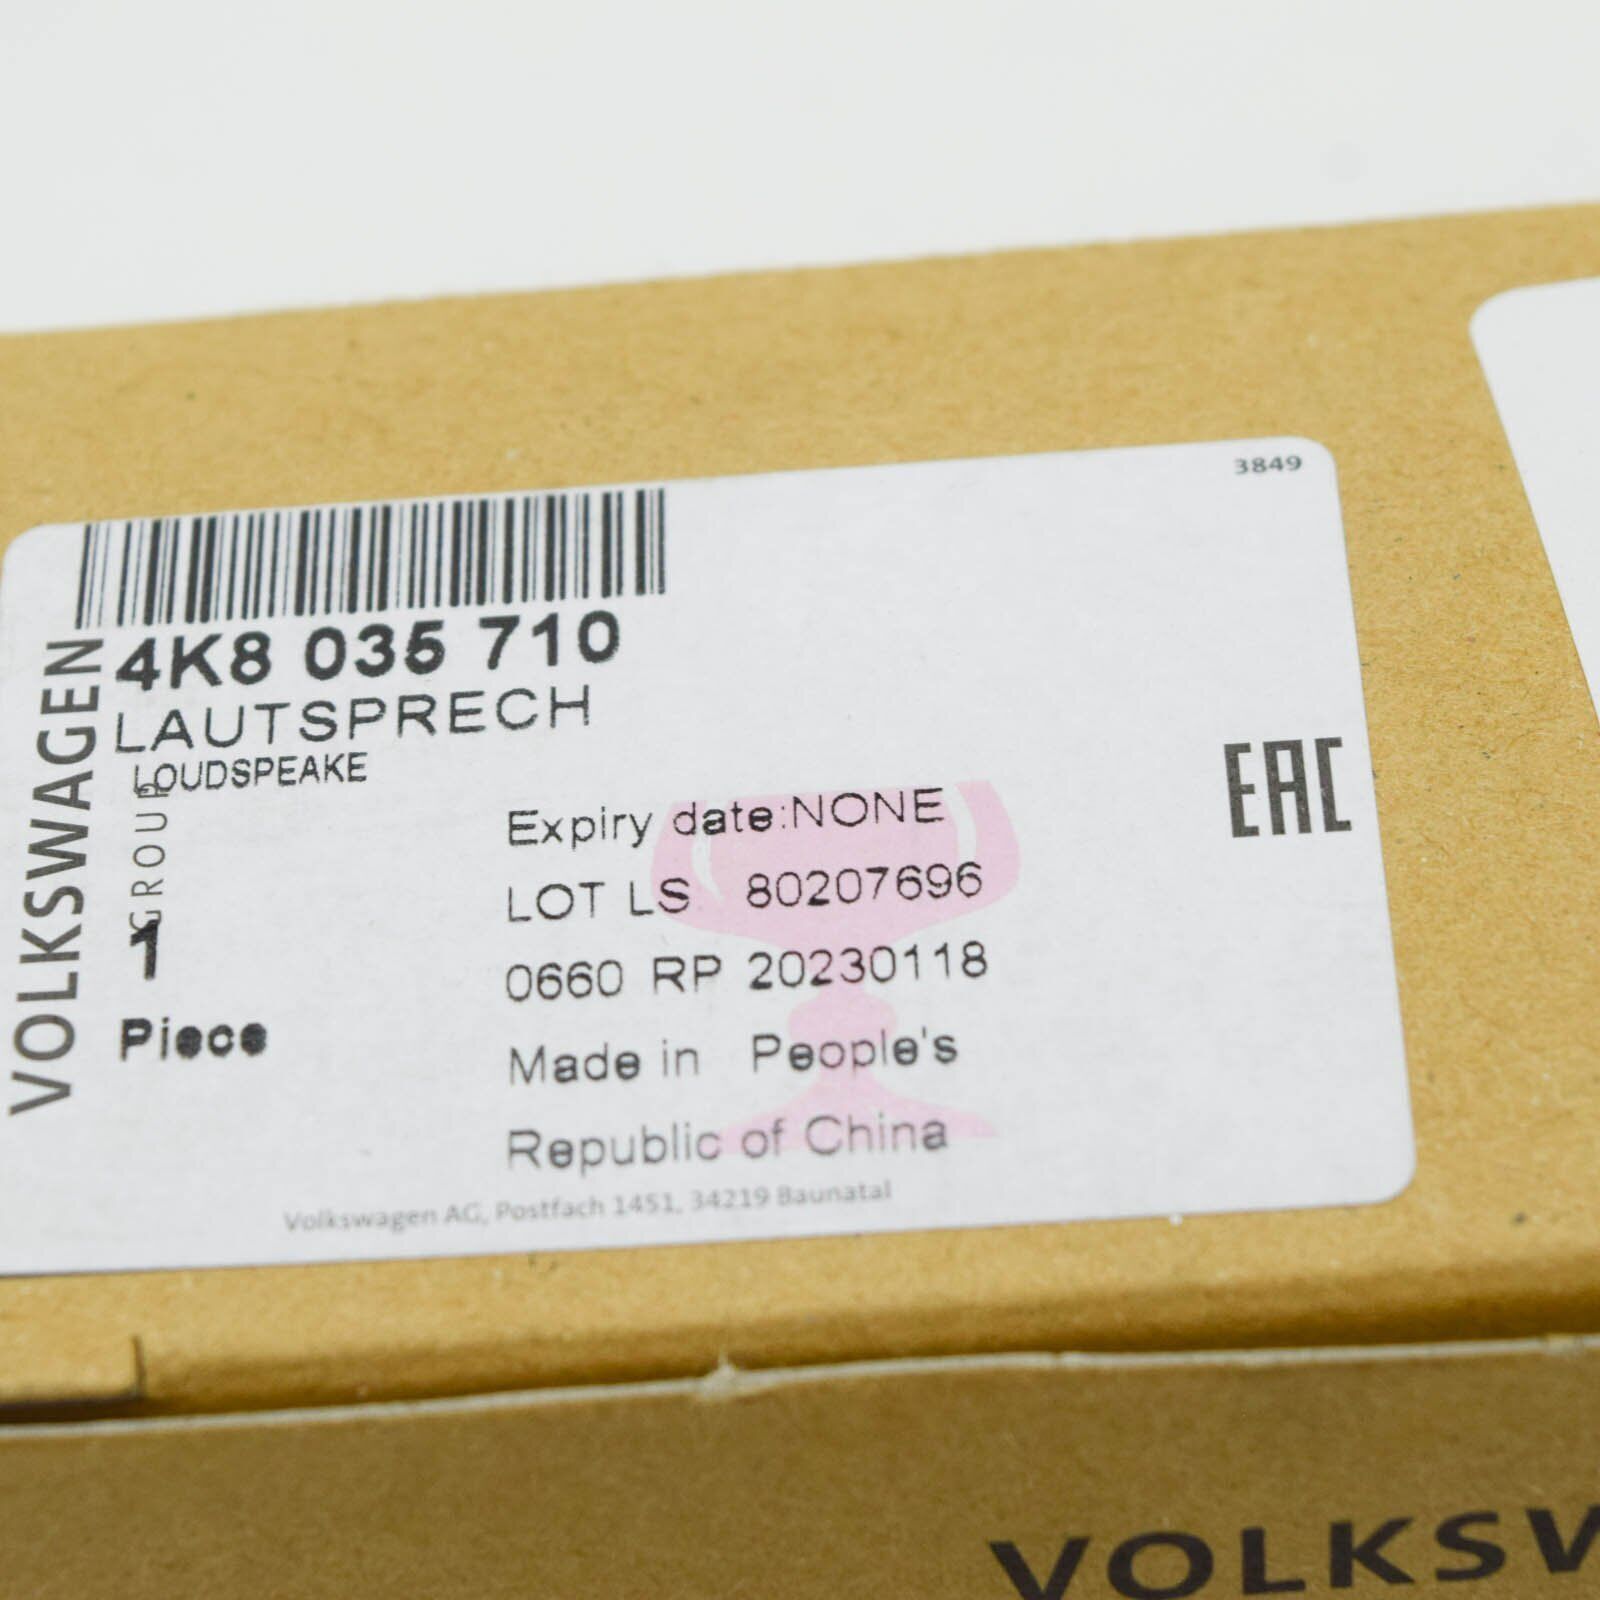 3849
4K8 035 710
LAUTSPRECH
LOUDSPEAKE
VOLKSWAGEN
GROUP
1
Piece
Expiry date:NONE
LOT LS 80207696
0660 RP 20230118
Made in People's
Republic of China
EAC
Volkswagen AG, Postfach 1451, 34219 Baunatal
VOLKSW